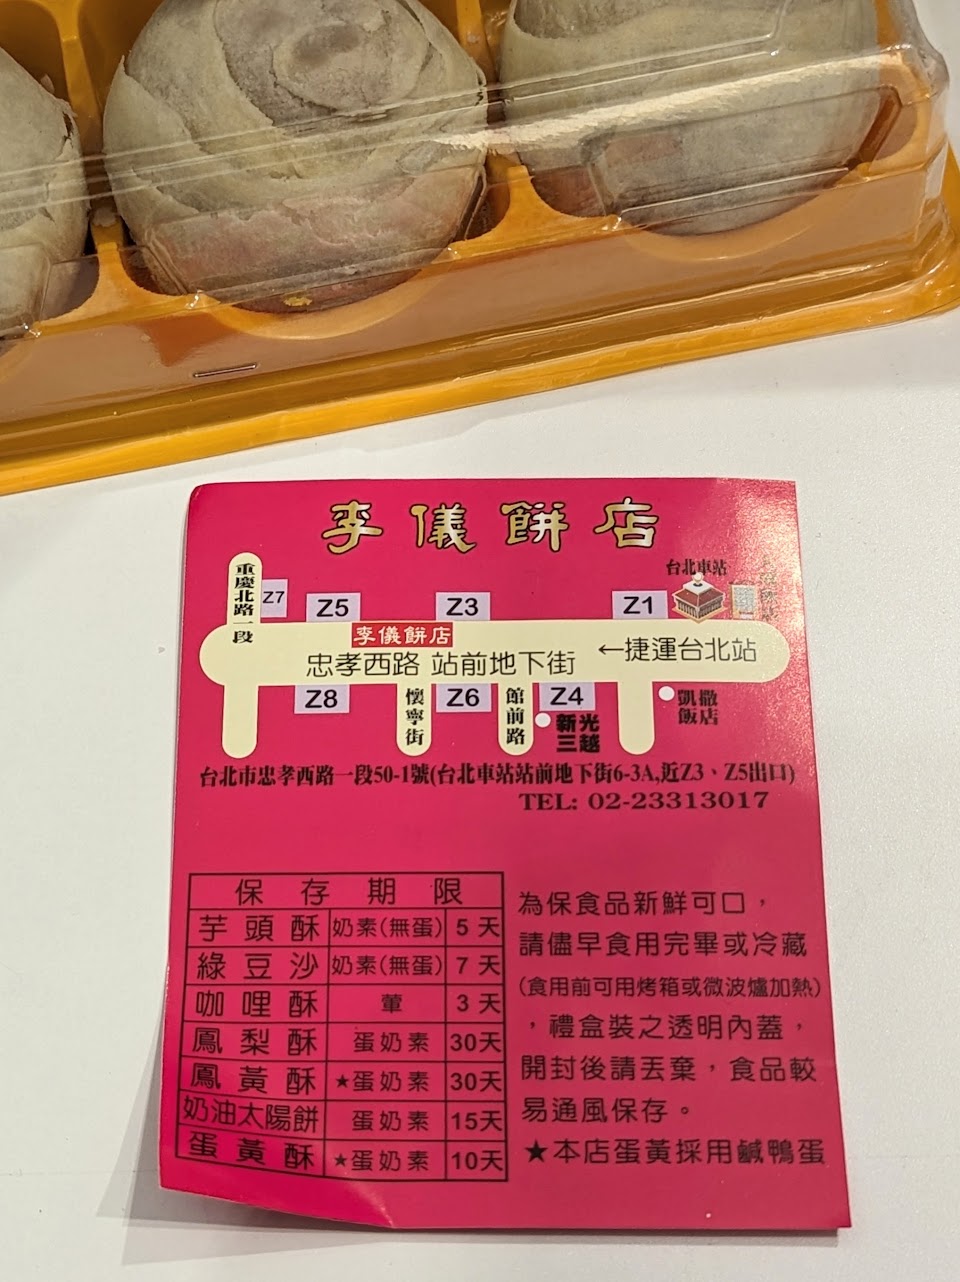 李儀餅店
台北車站
重慶北路一段
Z7
Z5
Z3
Z1
李儀餅店
忠孝西路 站前地下街
←捷運台北站
Z8
懷寧街
Z6
館前路
Z4
新光三越
凱撒飯店
台北市忠孝西路一段50-1號(台北車站站前地下街6-3A,近Z3、Z5出口)
TEL: 02-23313017
保存期限
芋頭酥 奶素(無蛋) 5天
綠豆沙 奶素(無蛋) 7天
咖哩酥 葷 3天
鳳梨酥 蛋奶素 30天
鳳黃酥 ★蛋奶素 30天
奶油太陽餅 蛋奶素 15天
蛋黃酥 ★蛋奶素 10天
為保食品新鮮可口，
請儘早食用完畢或冷藏
(食用前可用烤箱或微波爐加熱)
，禮盒裝之透明內蓋，
開封後請丟棄，食品較
易通風保存。
★本店蛋黃採用鹹鴨蛋